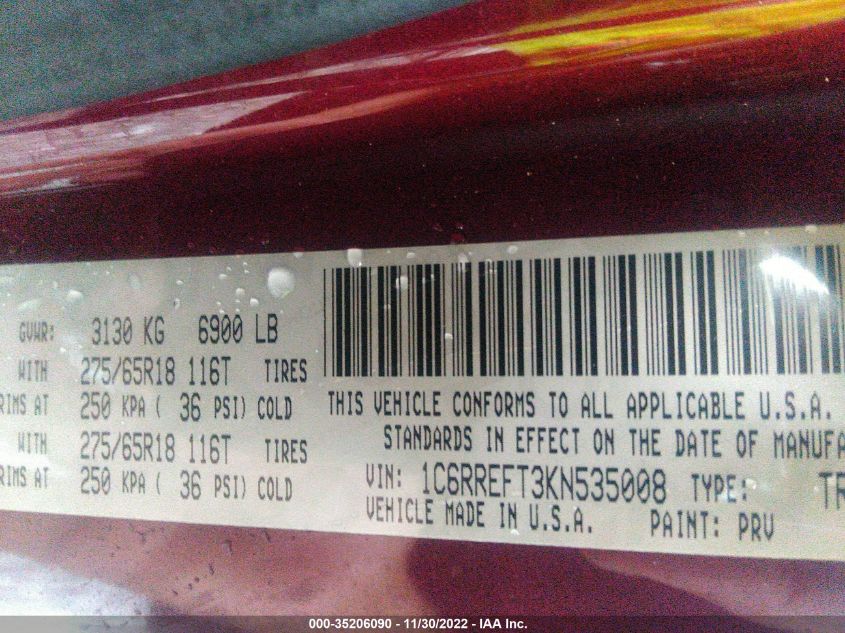 GVWR: 3130 KG 6900 LB
WITH 275/65R18 116T TIRES
RIMS AT 250 KPA ( 36 PSI) COLD
WITH 275/65R18 116T TIRES
RIMS AT 250 KPA ( 36 PSI) COLD
THIS VEHICLE CONFORMS TO ALL APPLICABLE U.S.A.
STANDARDS IN EFFECT ON THE DATE OF MANUFA
VIN: 1C6RREFT3KN535008 TYPE: TR
VEHICLE MADE IN U.S.A. PAINT: PRV
000-35206090 - 11/30/2022 - IAA Inc.